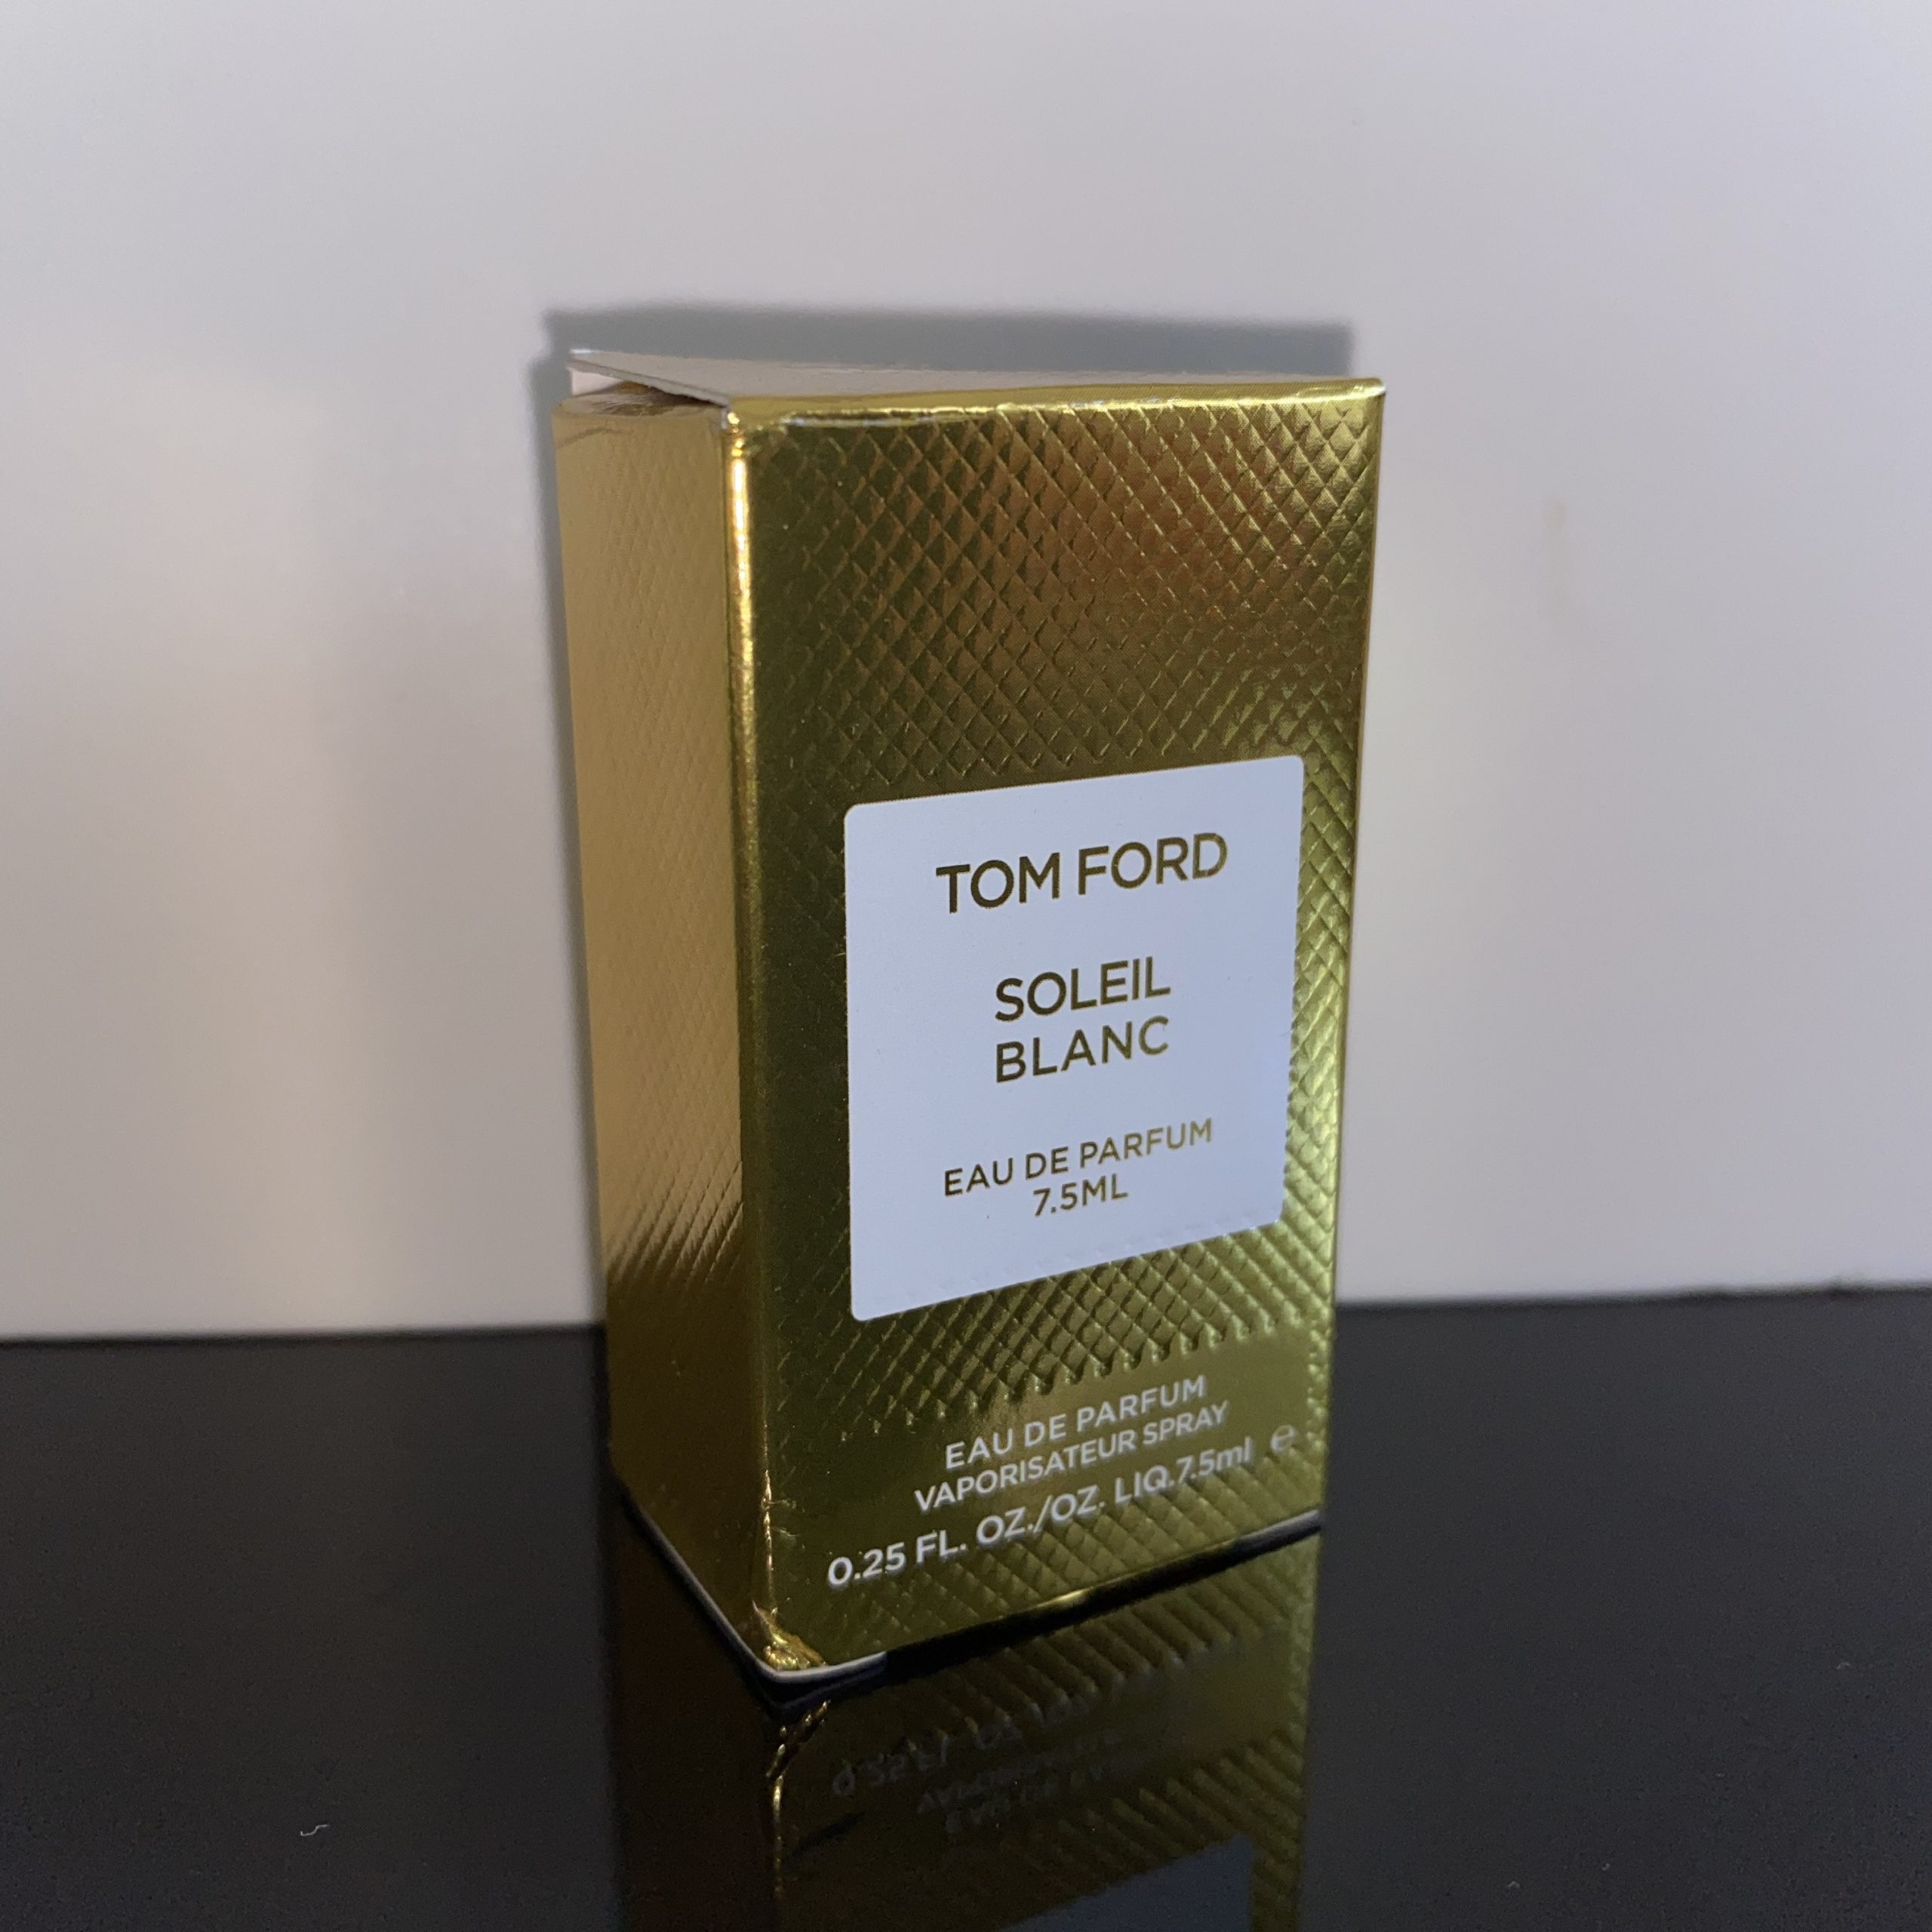 TOM FORD
SOLEIL
BLANC
EAU DE PARFUM
7.5ML
EAU DE PARFUM
VAPORISATEUR SPRAY
0.25 FL. OZ./OZ. LIQ.7.5ml ℮